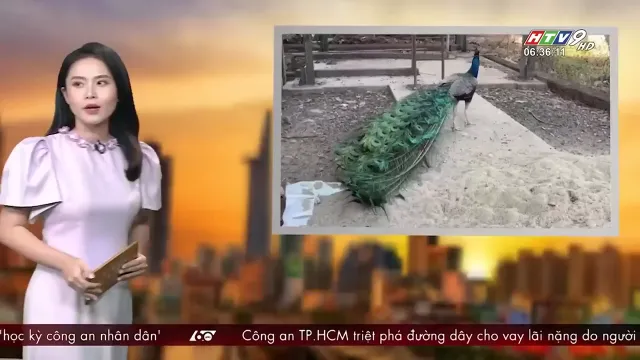 HTV9 HD
06:36:11
'học kỳ công an nhân dân'
60
Công an TP.HCM triệt phá đường dây cho vay lãi nặng do người